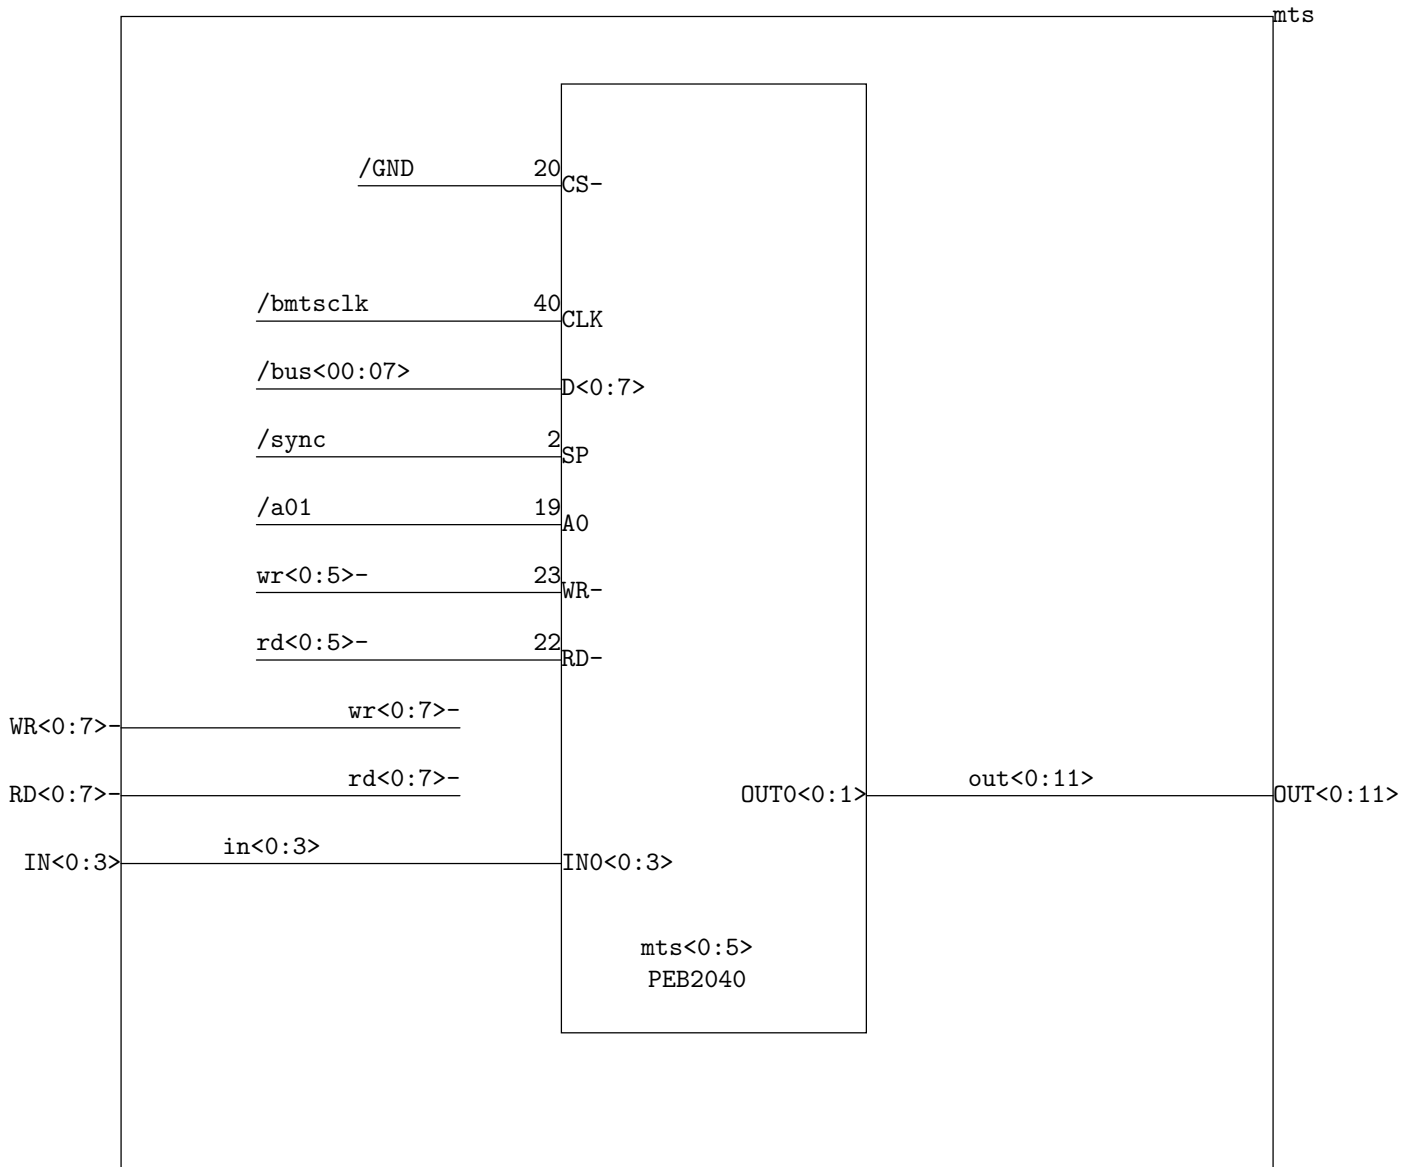 mts
/GND 20
CS-
/bmtsclk 40
CLK
/bus<00:07>
D<0:7>
/sync 2
SP
/a01 19
A0
wr<0:5>- 23
WR-
rd<0:5>- 22
RD-
wr<0:7>-
WR<0:7>-
rd<0:7>- out<0:11>
RD<0:7>- OUT0<0:1> OUT<0:11>
in<0:3>
IN<0:3> IN0<0:3>
mts<0:5>
PEB2040